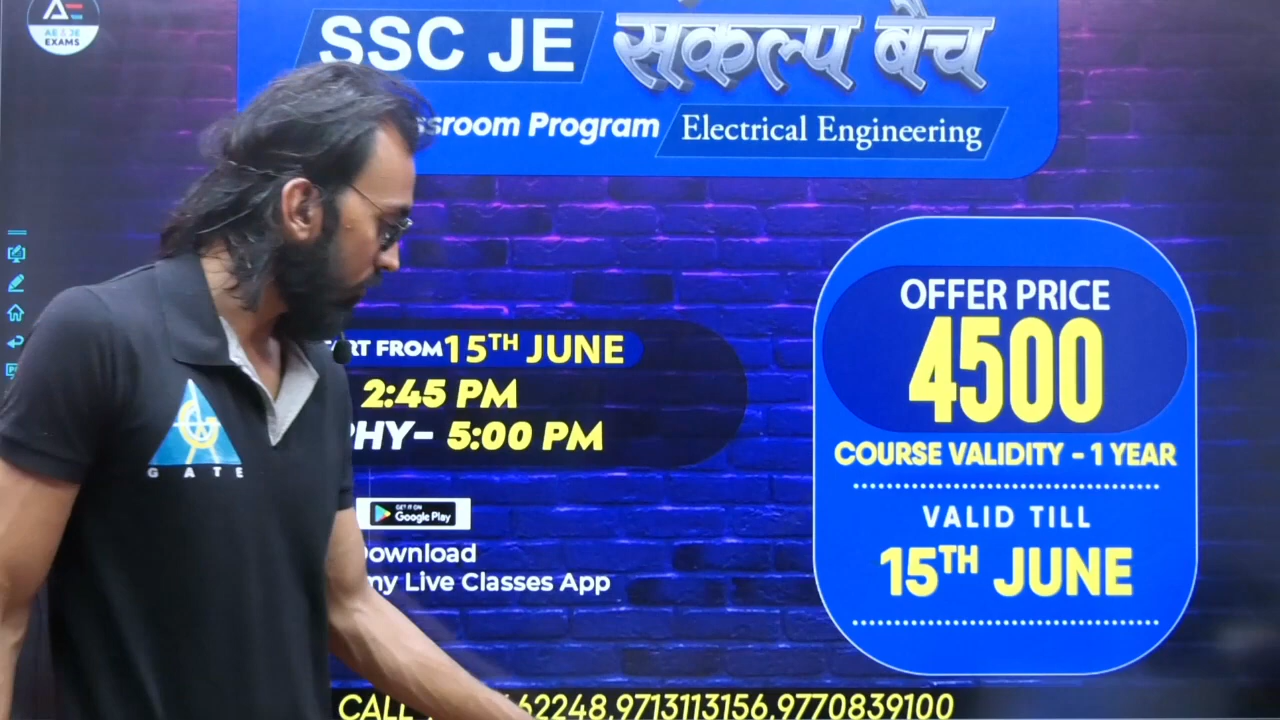 AE
AE & JE
EXAMS
SSC JE संकल्प बैच
ssroom Program Electrical Engineering
OFFER PRICE
4500
COURSE VALIDITY - 1 YEAR
VALID TILL
15TH JUNE
ART FROM 15TH JUNE
2:45 PM
PHY- 5:00 PM
GET IT ON
Google Play
Download
my Live Classes App
GATE
CALL 62248,9713113156,9770839100